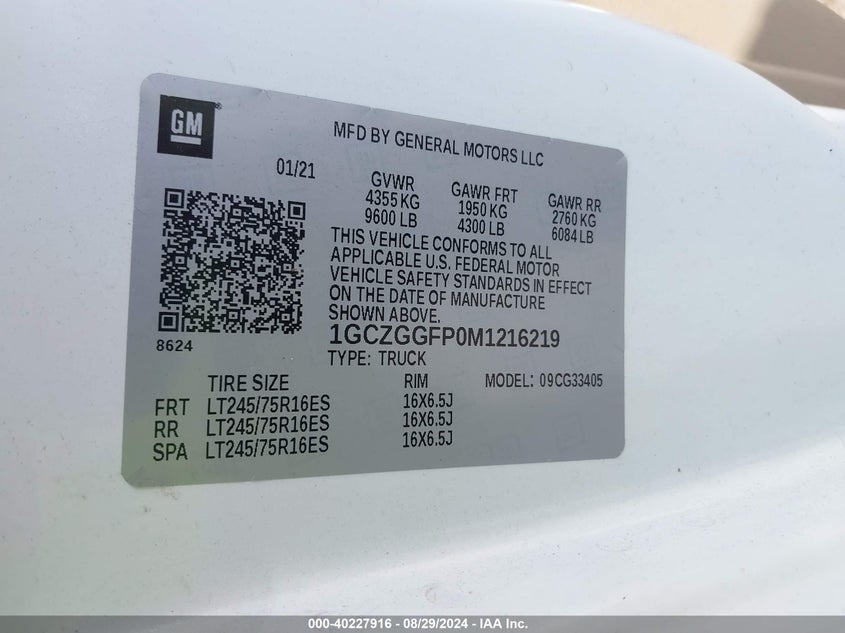 GM
MFD BY GENERAL MOTORS LLC
01/21
GVWR GAWR FRT GAWR RR
4355 KG 1950 KG 2760 KG
9600 LB 4300 LB 6084 LB
THIS VEHICLE CONFORMS TO ALL
APPLICABLE U.S. FEDERAL MOTOR
VEHICLE SAFETY STANDARDS IN EFFECT
ON THE DATE OF MANUFACTURE
SHOWN ABOVE.
1GCZGGFP0M1216219
8624
TYPE: TRUCK
TIRE SIZE RIM MODEL: 09CG33405
FRT LT245/75R16ES 16X6.5J
RR LT245/75R16ES 16X6.5J
SPA LT245/75R16ES 16X6.5J
000-40227916 - 08/29/2024 - IAA Inc.